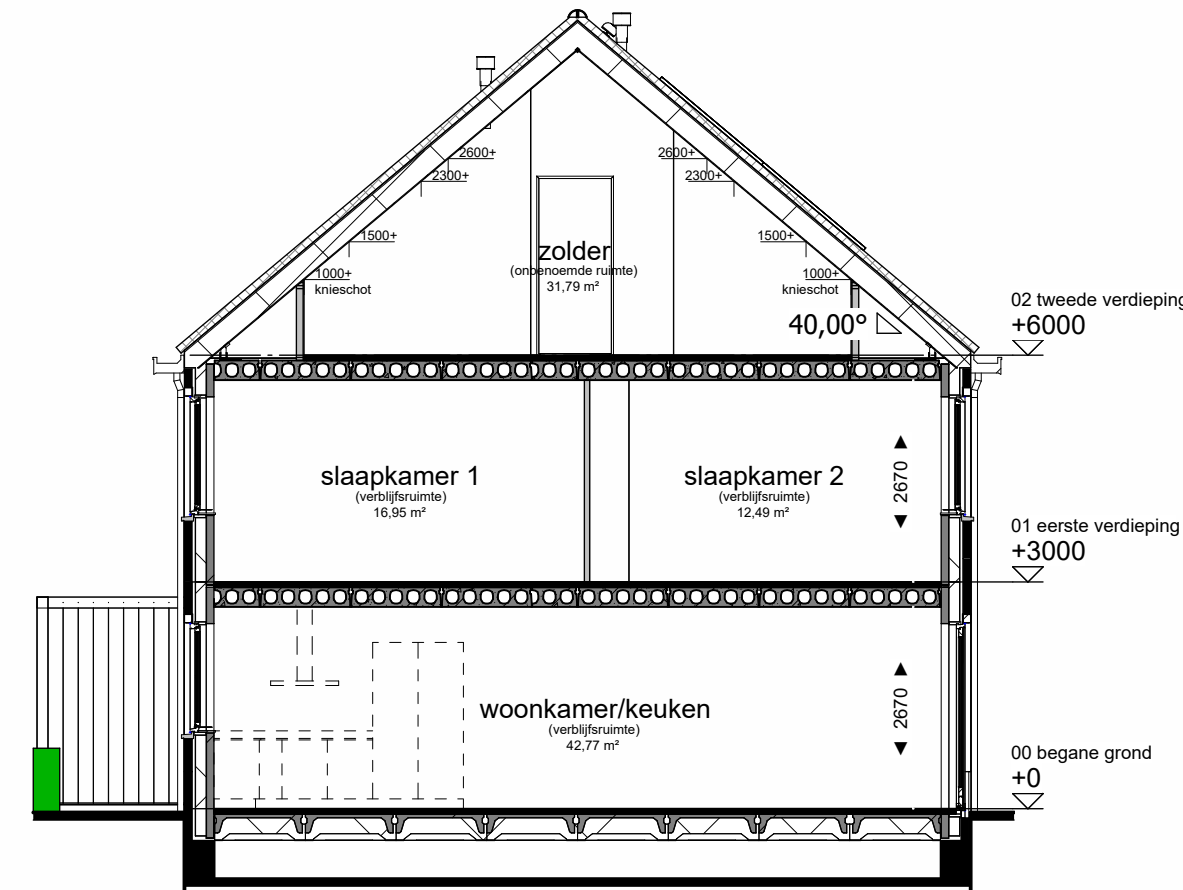 2600+
2600+
2300+
2300+
1500+
1500+
zolder
(onbenoemde ruimte)
31,79 m²
1000+
knieschot
1000+
knieschot
40,00°
02 tweede verdieping
+6000
slaapkamer 1
(verblijfsruimte)
16,95 m²
slaapkamer 2
(verblijfsruimte)
12,49 m²
2670
01 eerste verdieping
+3000
woonkamer/keuken
(verblijfsruimte)
42,77 m²
2670
00 begane grond
+0